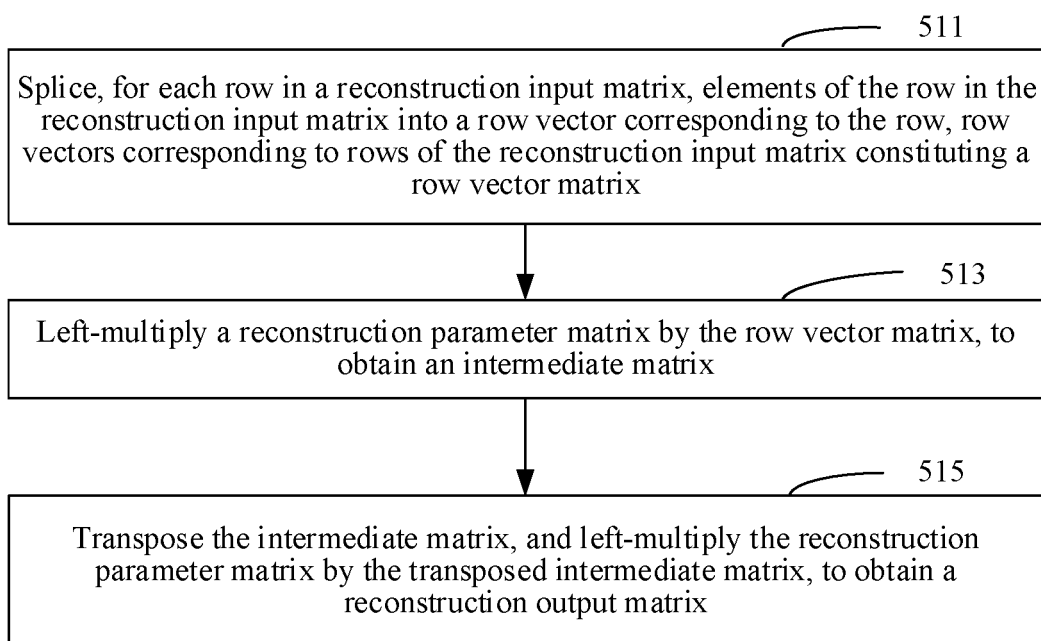 511
Splice, for each row in a reconstruction input matrix, elements of the row in the
reconstruction input matrix into a row vector corresponding to the row, row
vectors corresponding to rows of the reconstruction input matrix constituting a
row vector matrix
513
Left-multiply a reconstruction parameter matrix by the row vector matrix, to
obtain an intermediate matrix
515
Transpose the intermediate matrix, and left-multiply the reconstruction
parameter matrix by the transposed intermediate matrix, to obtain a
reconstruction output matrix